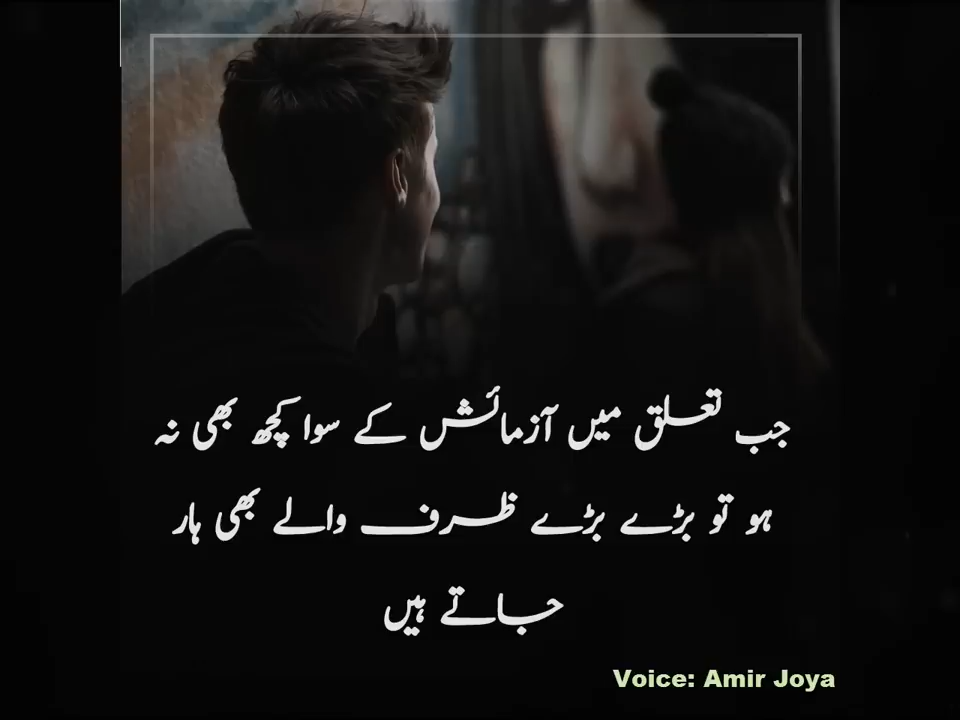 جب تعلق میں آزمائش کے سوا کچھ بھی نہ
ہو تو بڑے بڑے ظرف والے بھی ہار
جاتے ہیں
Voice: Amir Joya